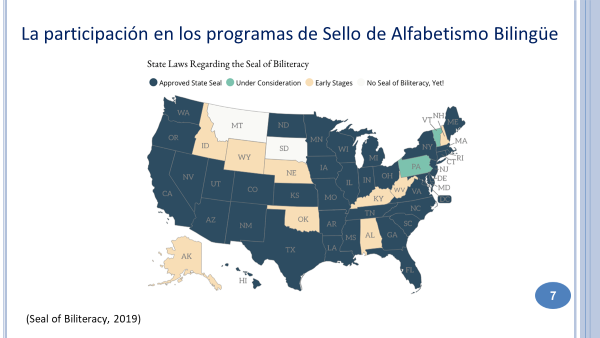 La participación en los programas de Sello de Alfabetismo Bilingüe
State Laws Regarding the Seal of Biliteracy
Approved State Seal Under Consideration Early Stages No Seal of Biliteracy, Yet!
WA
MT
ND
MN
VT
NH
ME
OR
ID
WY
SD
WI
MI
NY
MA
RI
CT
NV
UT
CO
NE
IA
IL
IN
OH
PA
NJ
DE
MD
DC
CA
KS
MO
KY
WV
VA
AZ
NM
OK
AR
TN
NC
SC
TX
LA
MS
AL
GA
FL
AK
HI
7
(Seal of Biliteracy, 2019)